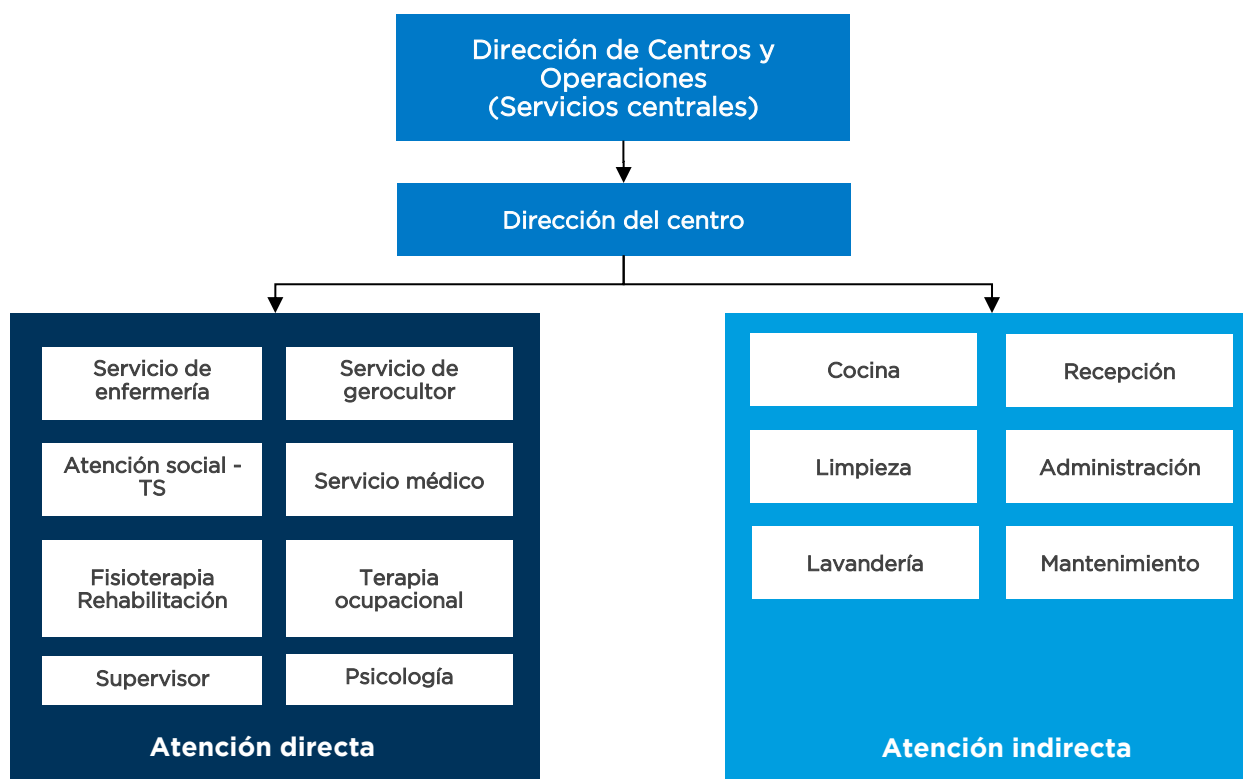 Dirección de Centros y
Operaciones
(Servicios centrales)
Dirección del centro
Servicio de
enfermería
Servicio de
gerocultor
Atención social -
TS
Servicio médico
Fisioterapia
Rehabilitación
Terapia
ocupacional
Supervisor
Psicología
Atención directa
Cocina
Recepción
Limpieza
Administración
Lavandería
Mantenimiento
Atención indirecta